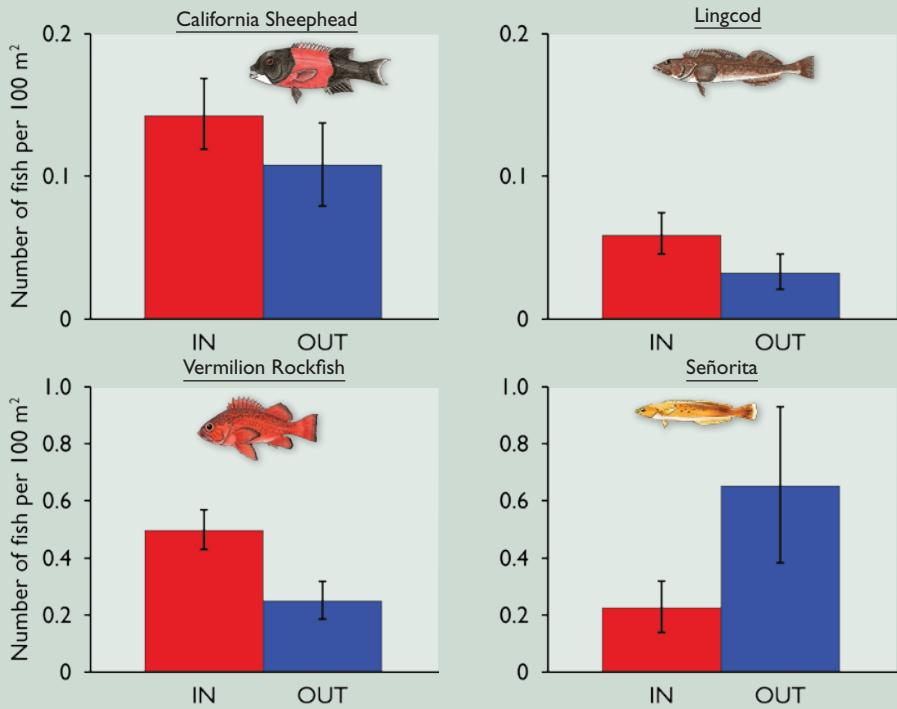 California Sheephead
Number of fish per 100 m²
0.2
0.1
0
IN OUT
Lingcod
0.2
0.1
0
IN OUT
Vermilion Rockfish
Number of fish per 100 m²
1.0
0.8
0.6
0.4
0.2
0
IN OUT
Señorita
1.0
0.8
0.6
0.4
0.2
0
IN OUT